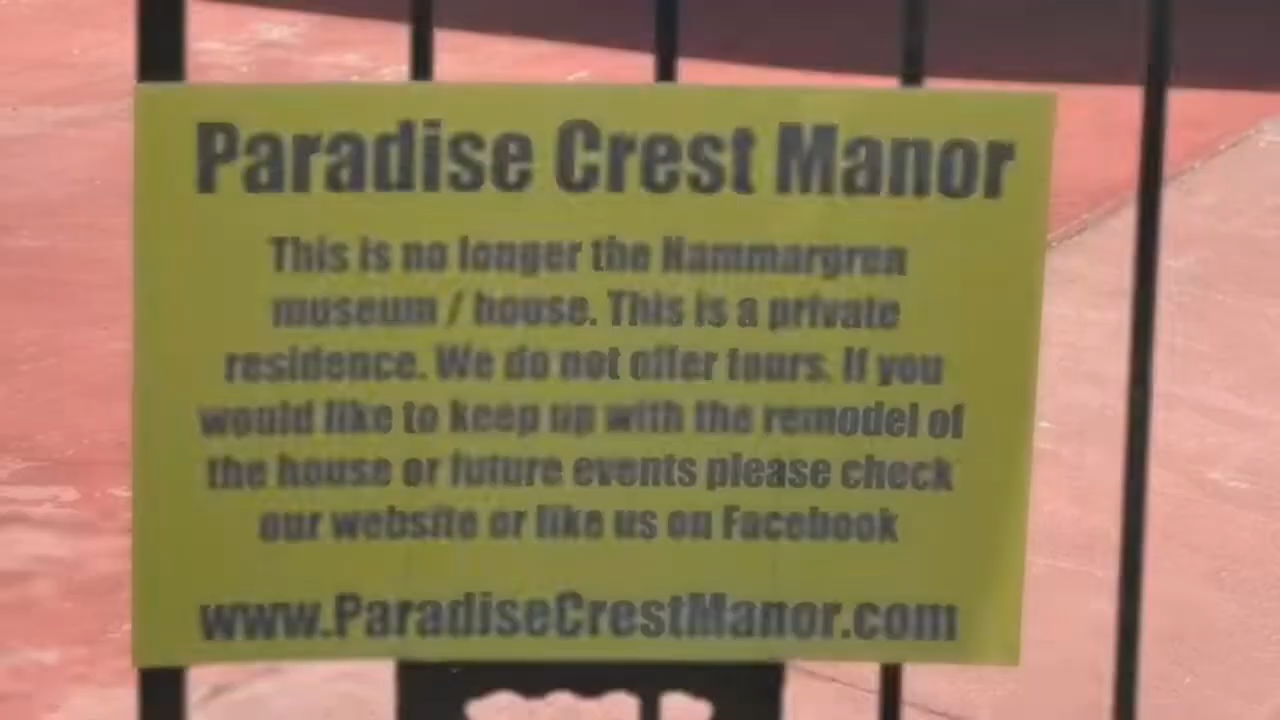 Paradise Crest Manor
This is no longer the Hammargren
museum / house. This is a private
residence. We do not offer tours. If you
would like to keep up with the remodel of
the house or future events please check
our website or like us on Facebook
www.ParadiseCrestManor.com